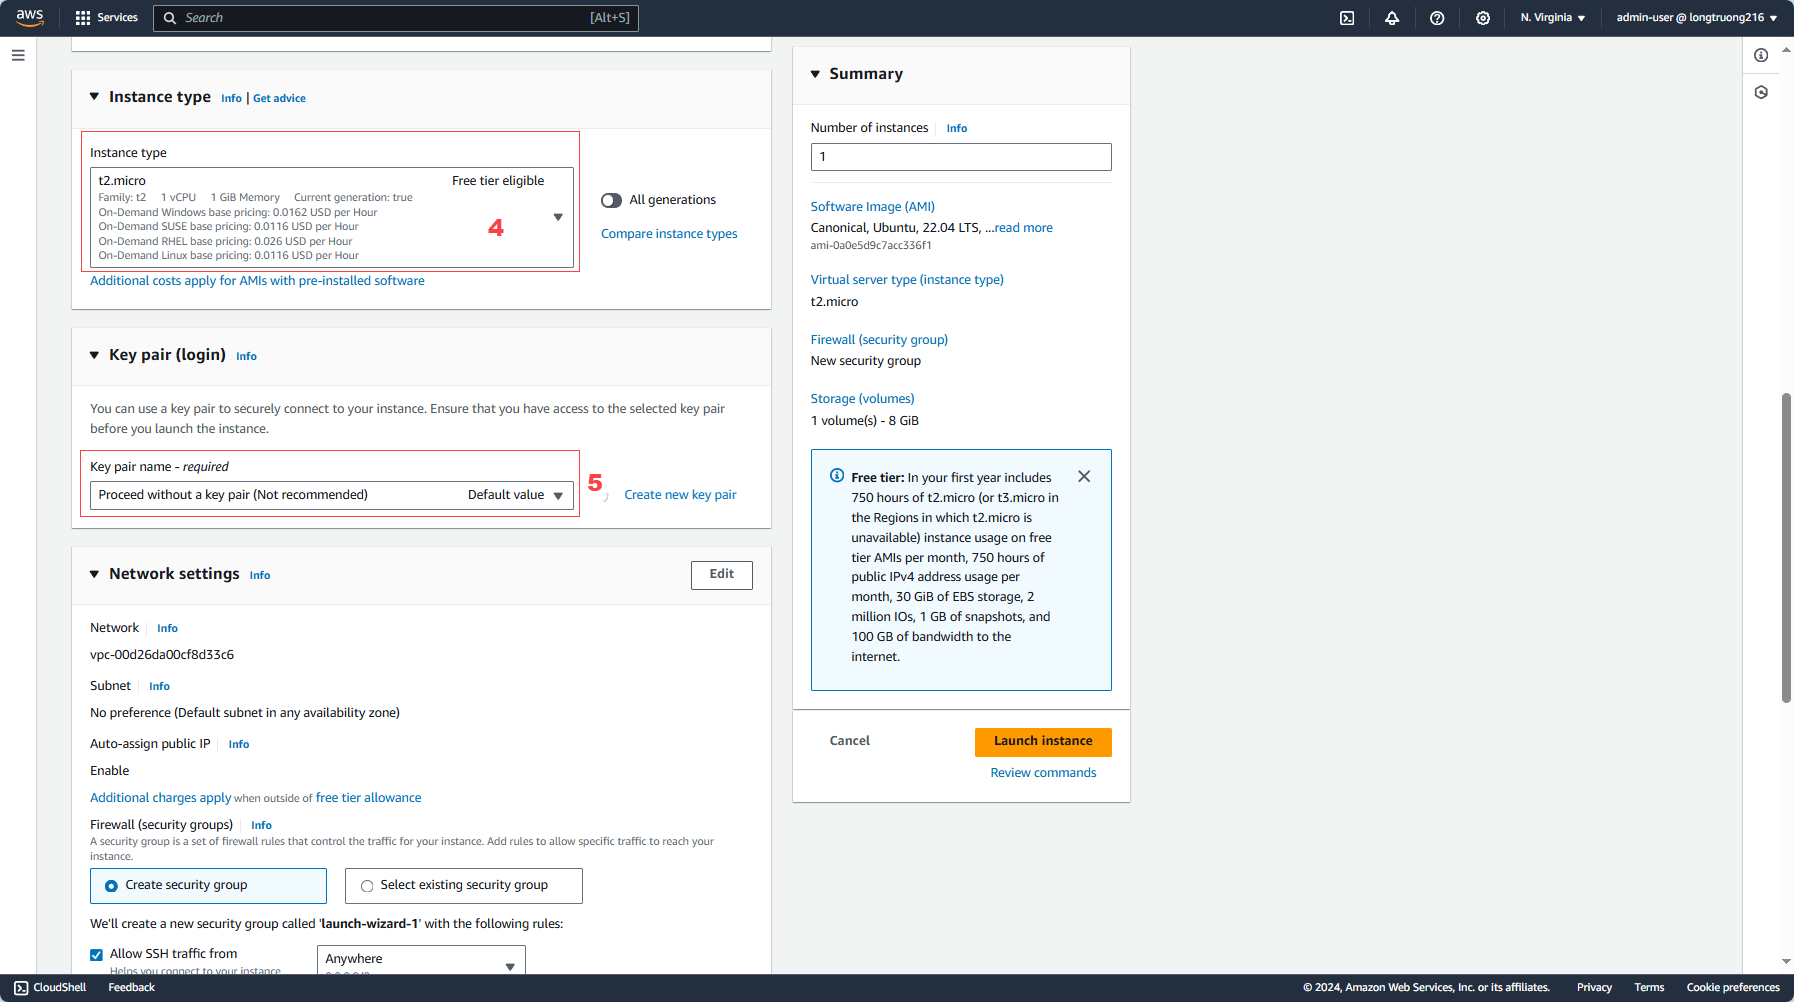 aws
Services
Search
[Alt+S]
N. Virginia
admin-user @ longtruong216
Instance type
Info | Get advice
Instance type
t2.micro
Free tier eligible
Family: t2 1 vCPU 1 GiB Memory Current generation: true
On-Demand Windows base pricing: 0.0162 USD per Hour
On-Demand SUSE base pricing: 0.0116 USD per Hour
On-Demand RHEL base pricing: 0.026 USD per Hour
On-Demand Linux base pricing: 0.0116 USD per Hour
4
All generations
Compare instance types
Additional costs apply for AMIs with pre-installed software
Key pair (login)
Info
You can use a key pair to securely connect to your instance. Ensure that you have access to the selected key pair
before you launch the instance.
Key pair name - required
Proceed without a key pair (Not recommended)
Default value
5
Create new key pair
Network settings
Info
Edit
Network
Info
vpc-00d26da00cf8d33c6
Subnet
Info
No preference (Default subnet in any availability zone)
Auto-assign public IP
Info
Enable
Additional charges apply when outside of free tier allowance
Firewall (security groups)
Info
A security group is a set of firewall rules that control the traffic for your instance. Add rules to allow specific traffic to reach your
instance.
Create security group
Select existing security group
We'll create a new security group called 'launch-wizard-1' with the following rules:
Allow SSH traffic from
Helps you connect to your instance
Anywhere
Summary
Number of instances
Info
1
Software Image (AMI)
Canonical, Ubuntu, 22.04 LTS, ...read more
ami-0a0e5d9c7acc336f1
Virtual server type (instance type)
t2.micro
Firewall (security group)
New security group
Storage (volumes)
1 volume(s) - 8 GiB
Free tier: In your first year includes
750 hours of t2.micro (or t3.micro in
the Regions in which t2.micro is
unavailable) instance usage on free
tier AMIs per month, 750 hours of
public IPv4 address usage per
month, 30 GiB of EBS storage, 2
million IOs, 1 GB of snapshots, and
100 GB of bandwidth to the
internet.
Cancel
Launch instance
Review commands
CloudShell
Feedback
© 2024, Amazon Web Services, Inc. or its affiliates.
Privacy
Terms
Cookie preferences